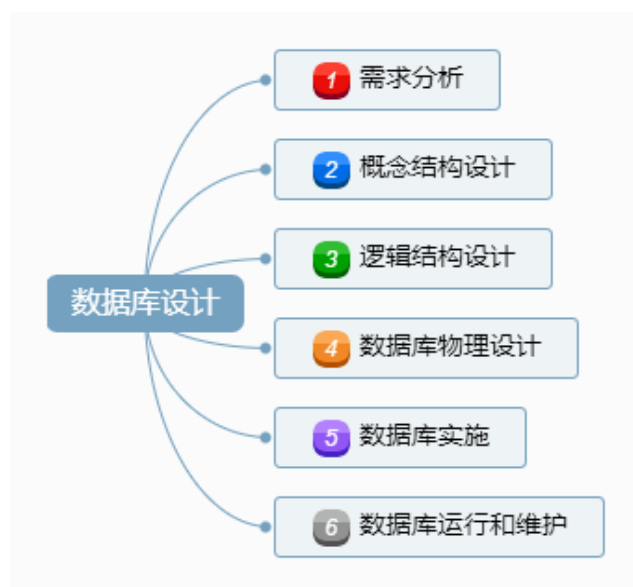 1 需求分析
2 概念结构设计
3 逻辑结构设计
数据库设计
4 数据库物理设计
5 数据库实施
6 数据库运行和维护